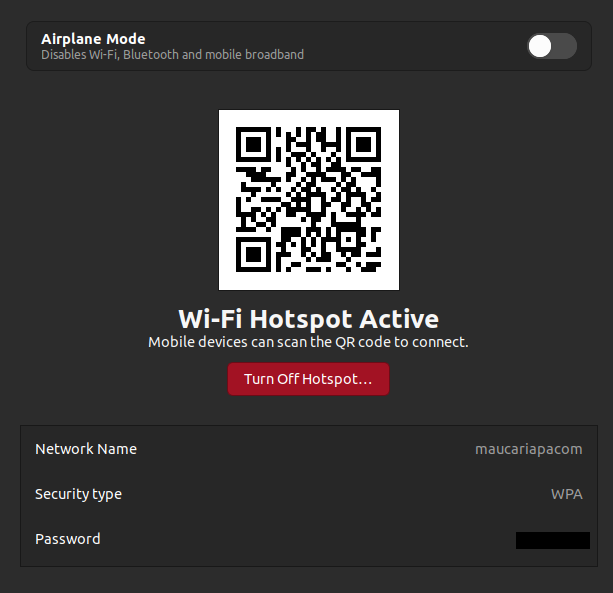 Airplane Mode
Disables Wi-Fi, Bluetooth and mobile broadband
Wi-Fi Hotspot Active
Mobile devices can scan the QR code to connect.
Turn Off Hotspot…
Network Name
maucariapacom
Security type
WPA
Password